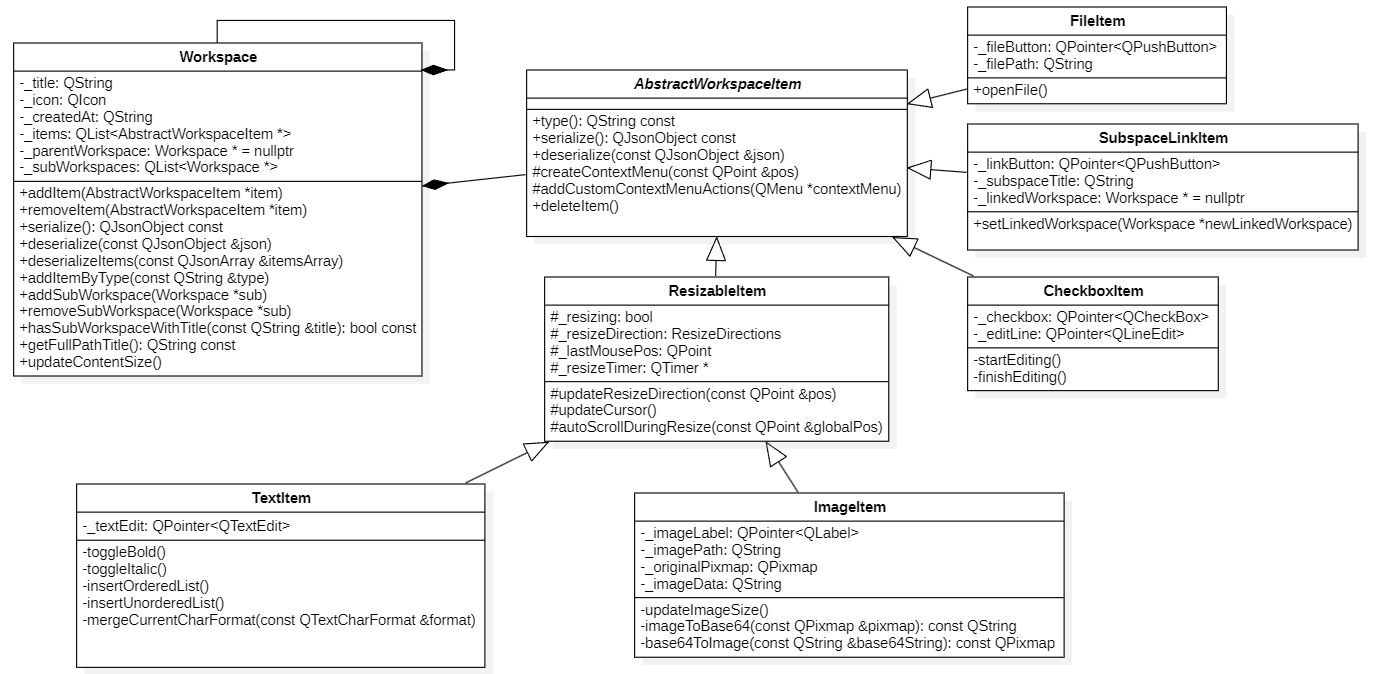 Workspace
-_title: QString
-_icon: QIcon
-_createdAt: QString
-_items: QList<AbstractWorkspaceItem *>
-_parentWorkspace: Workspace * = nullptr
-_subWorkspaces: QList<Workspace *>
+addItem(AbstractWorkspaceItem *item)
+removeItem(AbstractWorkspaceItem *item)
+serialize(): QJsonObject const
+deserialize(const QJsonObject &json)
+deserializeItems(const QJsonArray &itemsArray)
+addItemByType(const QString &type)
+addSubWorkspace(Workspace *sub)
+removeSubWorkspace(Workspace *sub)
+hasSubWorkspaceWithTitle(const QString &title): bool const
+getFullPathTitle(): QString const
+updateContentSize()
AbstractWorkspaceItem
+type(): QString const
+serialize(): QJsonObject const
+deserialize(const QJsonObject &json)
#createContextMenu(const QPoint &pos)
#addCustomContextMenuActions(QMenu *contextMenu)
+deleteItem()
FileItem
-_fileButton: QPointer<QPushButton>
-_filePath: QString
+openFile()
SubspaceLinkItem
-_linkButton: QPointer<QPushButton>
-_subspaceTitle: QString
-_linkedWorkspace: Workspace * = nullptr
+setLinkedWorkspace(Workspace *newLinkedWorkspace)
ResizableItem
#_resizing: bool
#_resizeDirection: ResizeDirections
#_lastMousePos: QPoint
#_resizeTimer: QTimer *
#updateResizeDirection(const QPoint &pos)
#updateCursor()
#autoScrollDuringResize(const QPoint &globalPos)
CheckboxItem
-_checkbox: QPointer<QCheckBox>
-_editLine: QPointer<QLineEdit>
-startEditing()
-finishEditing()
TextItem
-_textEdit: QPointer<QTextEdit>
-toggleBold()
-toggleItalic()
-insertOrderedList()
-insertUnorderedList()
-mergeCurrentCharFormat(const QTextCharFormat &format)
ImageItem
-_imageLabel: QPointer<QLabel>
-_imagePath: QString
-_originalPixmap: QPixmap
-_imageData: QString
-updateImageSize()
-imageToBase64(const QPixmap &pixmap): const QString
-base64ToImage(const QString &base64String): const QPixmap